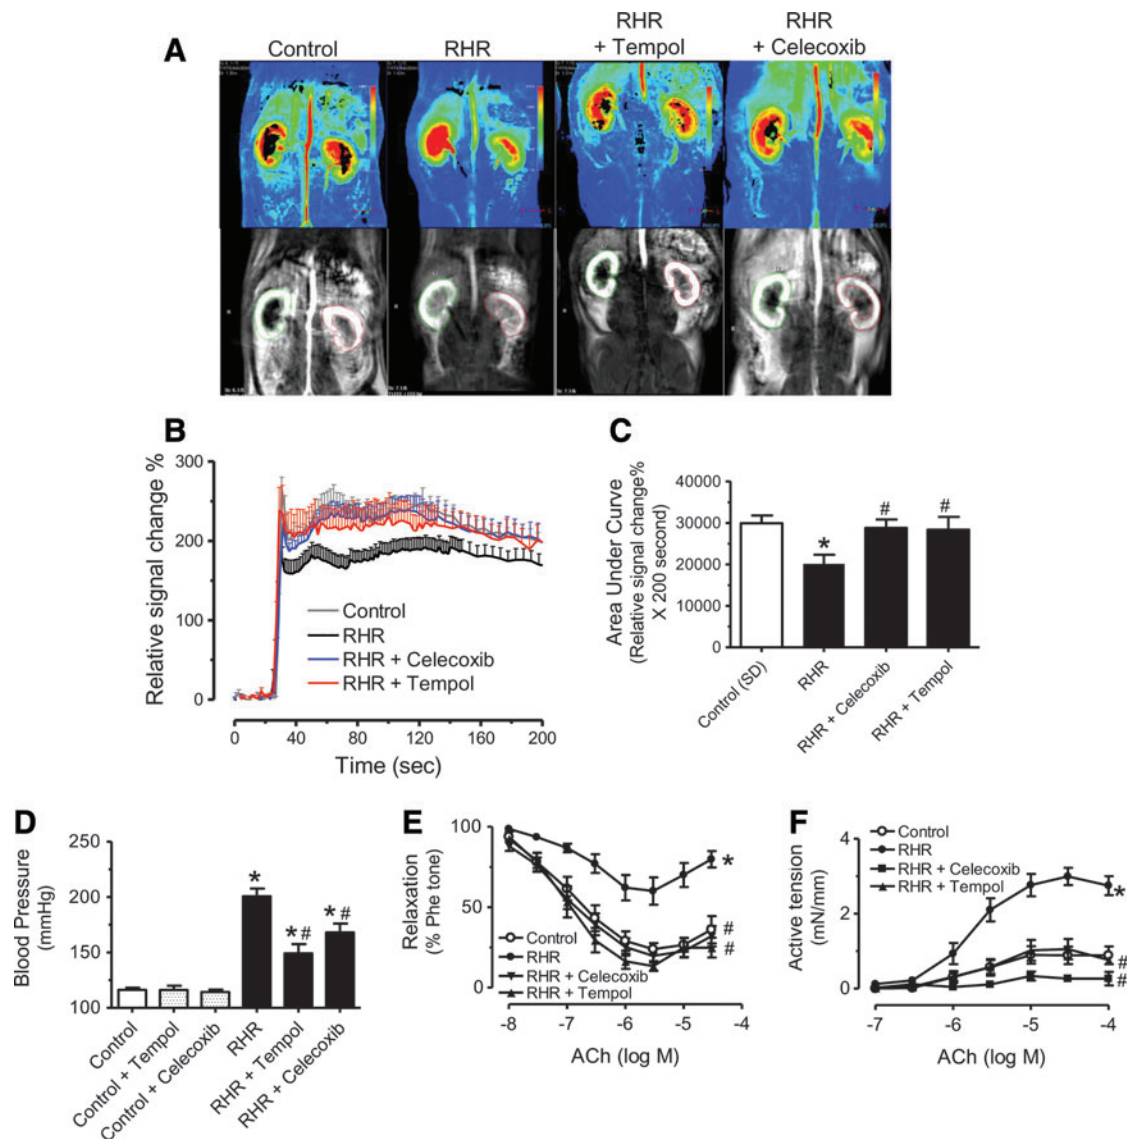 A
Control
RHR
RHR
+ Tempol
RHR
+ Celecoxib
B
Relative signal change %
300
200
100
0
Control
RHR
RHR + Celecoxib
RHR + Tempol
0 40 80 120 160 200
Time (sec)
C
Area Under Curve
(Relative signal change%
X 200 second)
40000
30000
20000
10000
0
*
#
#
Control (SD)
RHR
RHR + Celecoxib
RHR + Tempol
D
Blood Pressure
(mmHg)
250
200
150
100
*
*#
*#
Control
Control + Tempol
Control + Celecoxib
RHR
RHR + Tempol
RHR + Celecoxib
E
Relaxation
(% Phe tone)
100
50
0
*
#
#
Control
RHR
RHR + Celecoxib
RHR + Tempol
-8 -7 -6 -5 -4
ACh (log M)
F
Active tension
(mN/mm)
4
2
0
Control
RHR
RHR + Celecoxib
RHR + Tempol
*
#
#
-7 -6 -5 -4
ACh (log M)